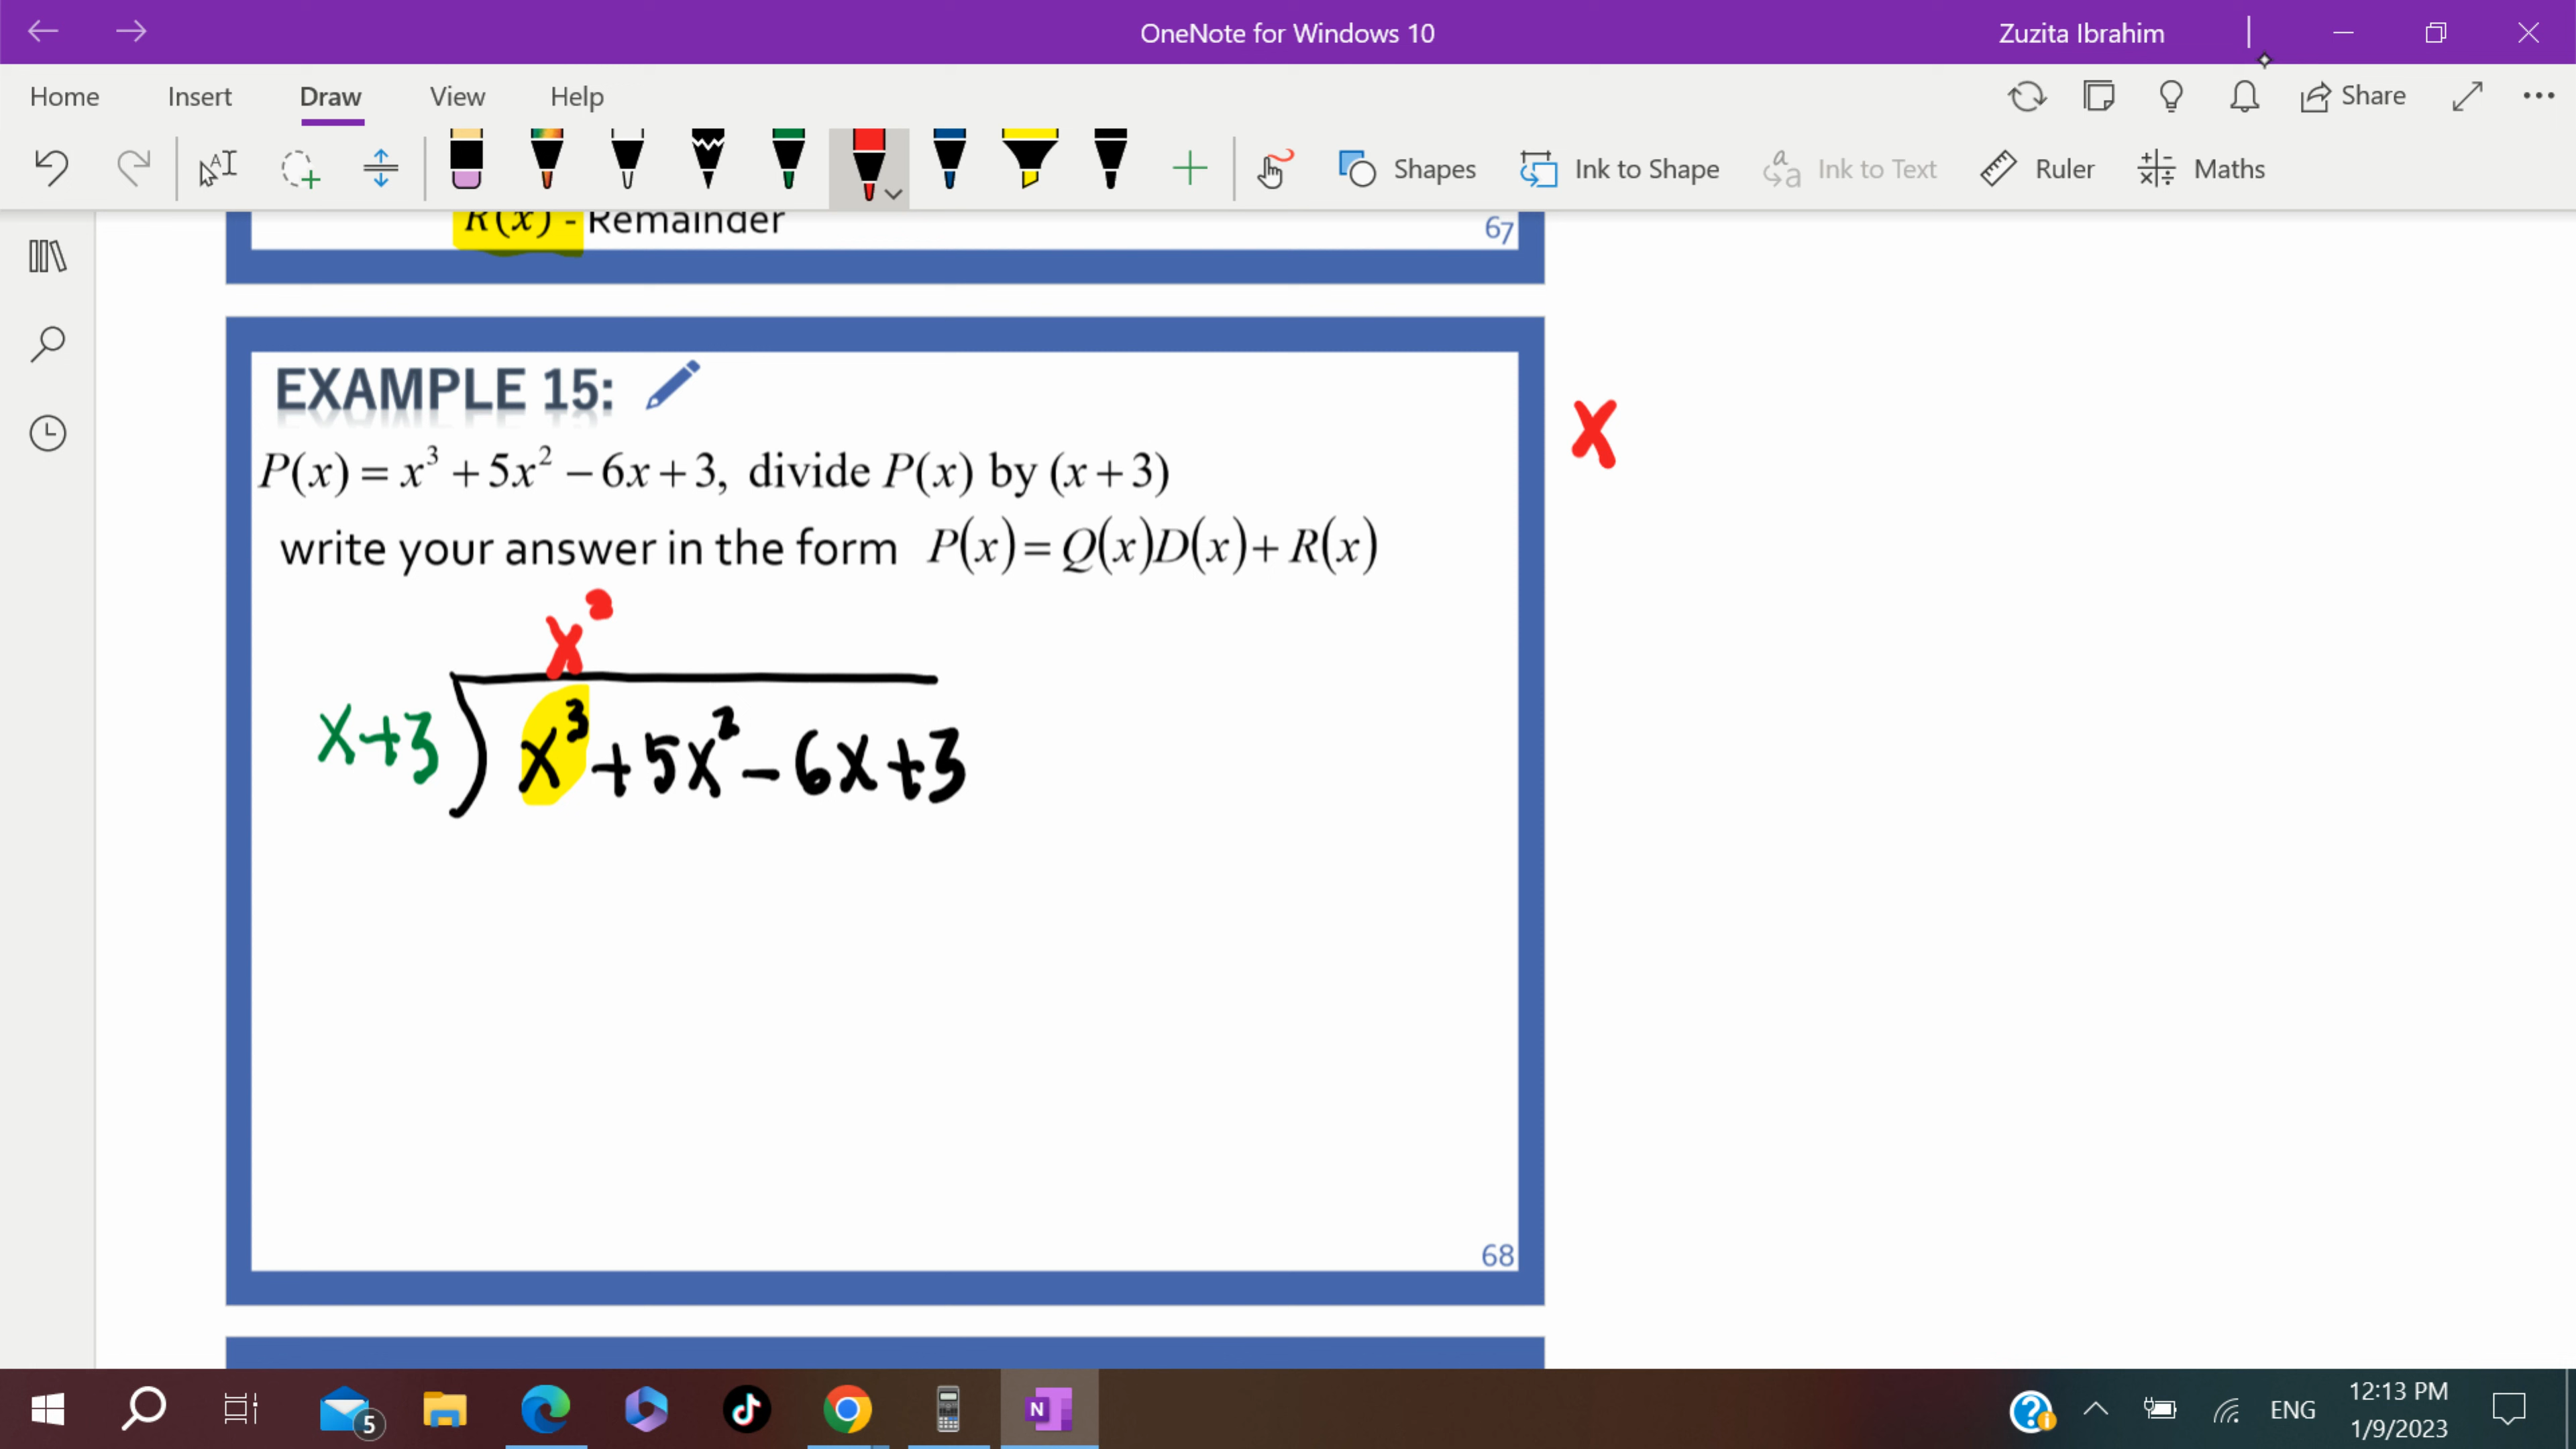 OneNote for Windows 10
Zuzita Ibrahim
Home Insert Draw View Help
Share
Shapes Ink to Shape Ink to Text Ruler Maths
R(x) - Remainder
67
EXAMPLE 15:
P(x) = x³ + 5x² − 6x + 3, divide P(x) by (x + 3)
write your answer in the form P(x) = Q(x)D(x) + R(x)
x²
x+3 x³ + 5x² − 6x + 3
x
68
5
N
ENG
12:13 PM
1/9/2023